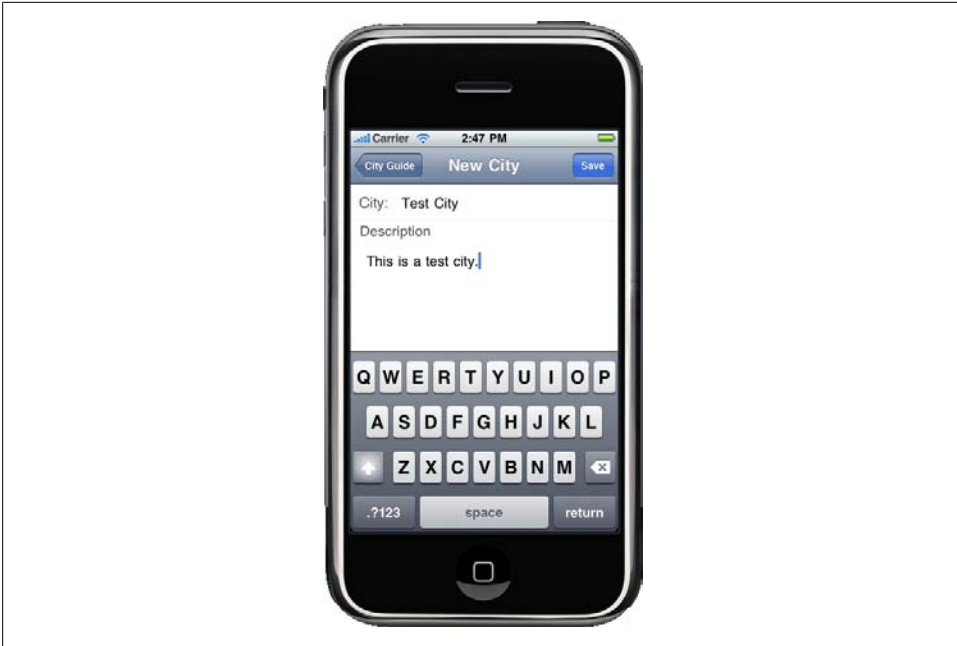 Carrier 2:47 PM
City Guide New City Save
City: Test City
Description
This is a test city.
Q W E R T Y U I O P
A S D F G H J K L
Z X C V B N M
.?123 space return